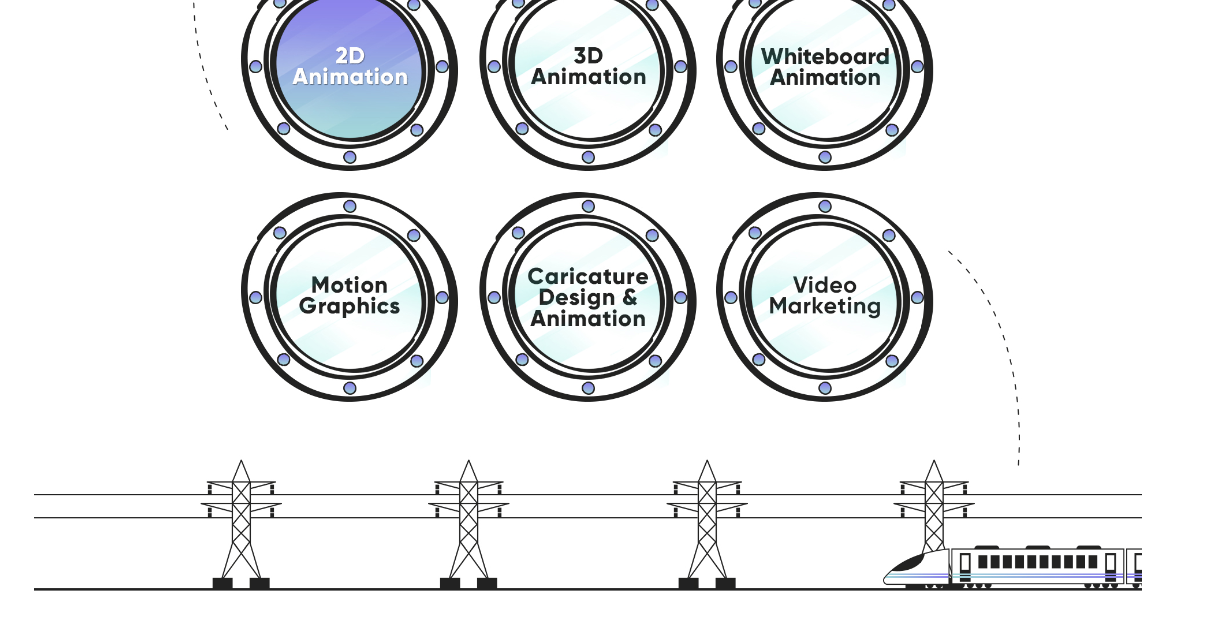 2D
Animation
3D
Animation
Whiteboard
Animation
Motion
Graphics
Caricature
Design &
Animation
Video
Marketing